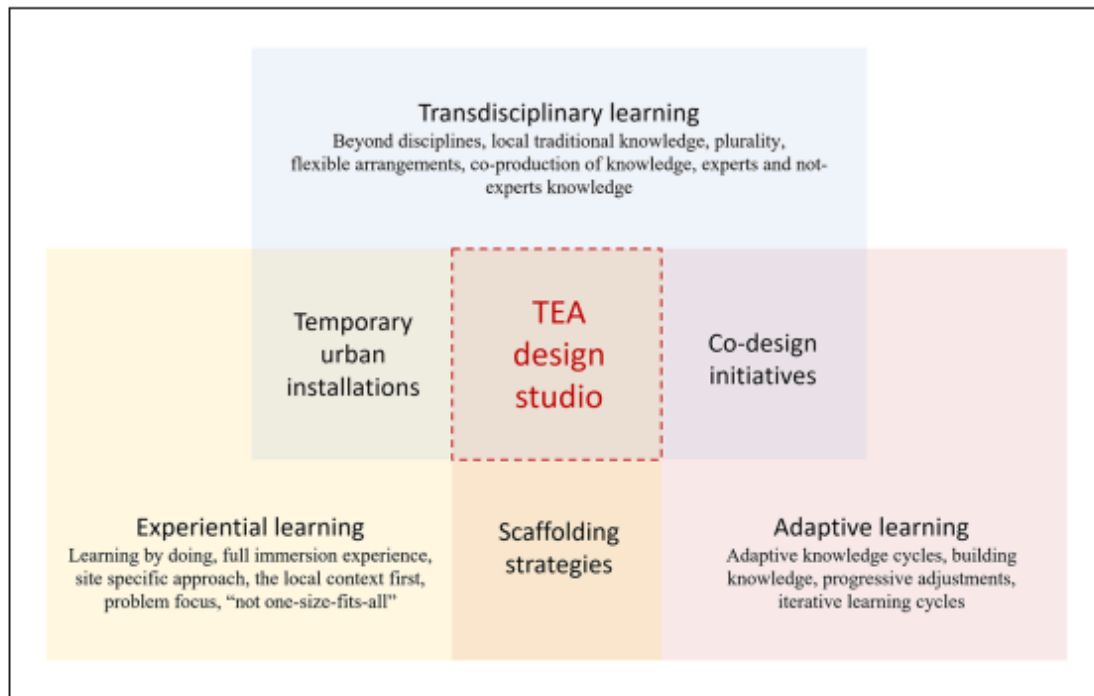 Transdisciplinary learning
Beyond disciplines, local traditional knowledge, plurality,
flexible arrangements, co-production of knowledge, experts and not-
experts knowledge
Temporary
urban
installations
TEA
design
studio
Co-design
initiatives
Experiential learning
Learning by doing, full immersion experience,
site specific approach, the local context first,
problem focus, “not one-size-fits-all”
Scaffolding
strategies
Adaptive learning
Adaptive knowledge cycles, building
knowledge, progressive adjustments,
iterative learning cycles